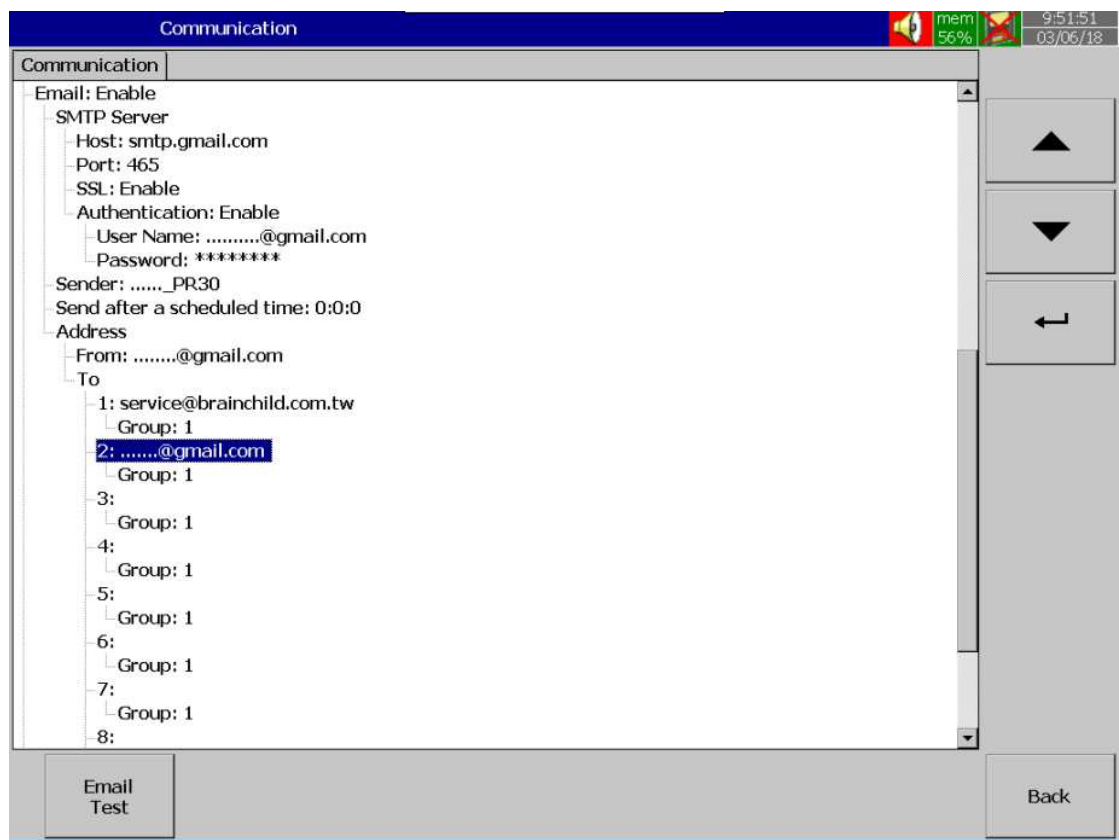 Communication
mem
56%
9:51:51
03/06/18
Communication
Email: Enable
SMTP Server
Host: smtp.gmail.com
Port: 465
SSL: Enable
Authentication: Enable
User Name: ..........@gmail.com
Password: ********
Sender: ......_PR30
Send after a scheduled time: 0:0:0
Address
From: ........@gmail.com
To
1: service@brainchild.com.tw
Group: 1
2: .......@gmail.com
Group: 1
3:
Group: 1
4:
Group: 1
5:
Group: 1
6:
Group: 1
7:
Group: 1
8:
Email
Test
Back